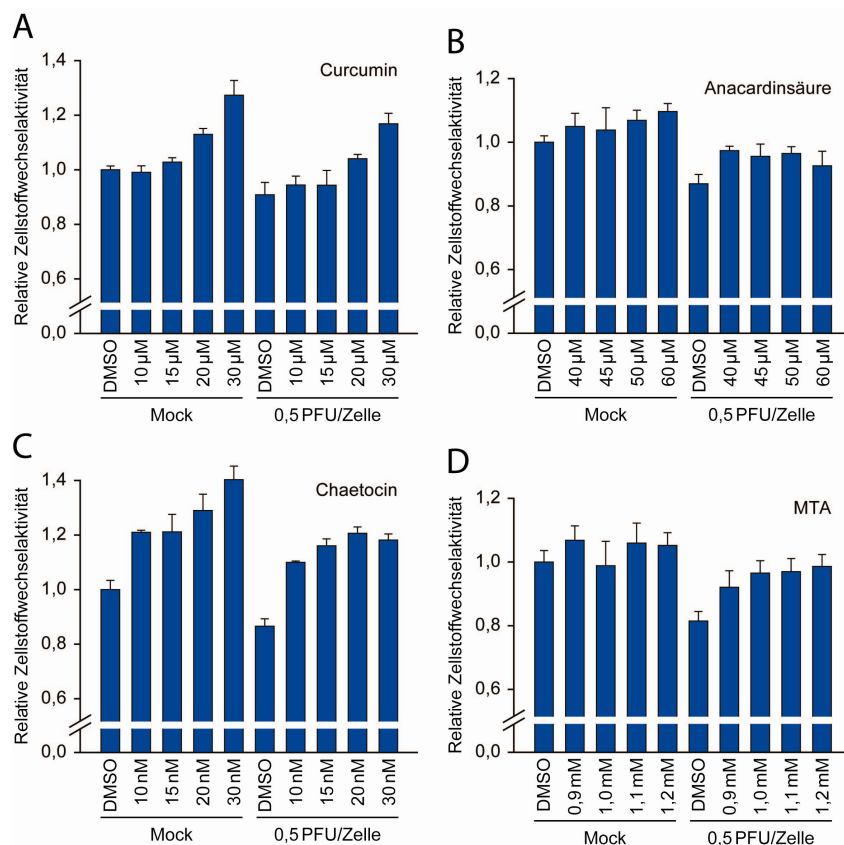 A
Relative Zellstoffwechselaktivität
Curcumin
1,4
1,2
1,0
0,8
0,6
0,0
DMSO
10 µM
15 µM
20 µM
30 µM
DMSO
10 µM
15 µM
20 µM
30 µM
Mock
0,5 PFU/Zelle
B
Relative Zellstoffwechselaktivität
Anacardinsäure
1,2
1,0
0,8
0,6
0,0
DMSO
40 µM
45 µM
50 µM
60 µM
DMSO
40 µM
45 µM
50 µM
60 µM
Mock
0,5 PFU/Zelle
C
Relative Zellstoffwechselaktivität
Chaetocin
1,4
1,2
1,0
0,8
0,6
0,0
DMSO
10 nM
15 nM
20 nM
30 nM
DMSO
10 nM
15 nM
20 nM
30 nM
Mock
0,5 PFU/Zelle
D
Relative Zellstoffwechselaktivität
MTA
1,2
1,0
0,8
0,6
0,0
DMSO
0,9 mM
1,0 mM
1,1 mM
1,2 mM
DMSO
0,9 mM
1,0 mM
1,1 mM
1,2 mM
Mock
0,5 PFU/Zelle